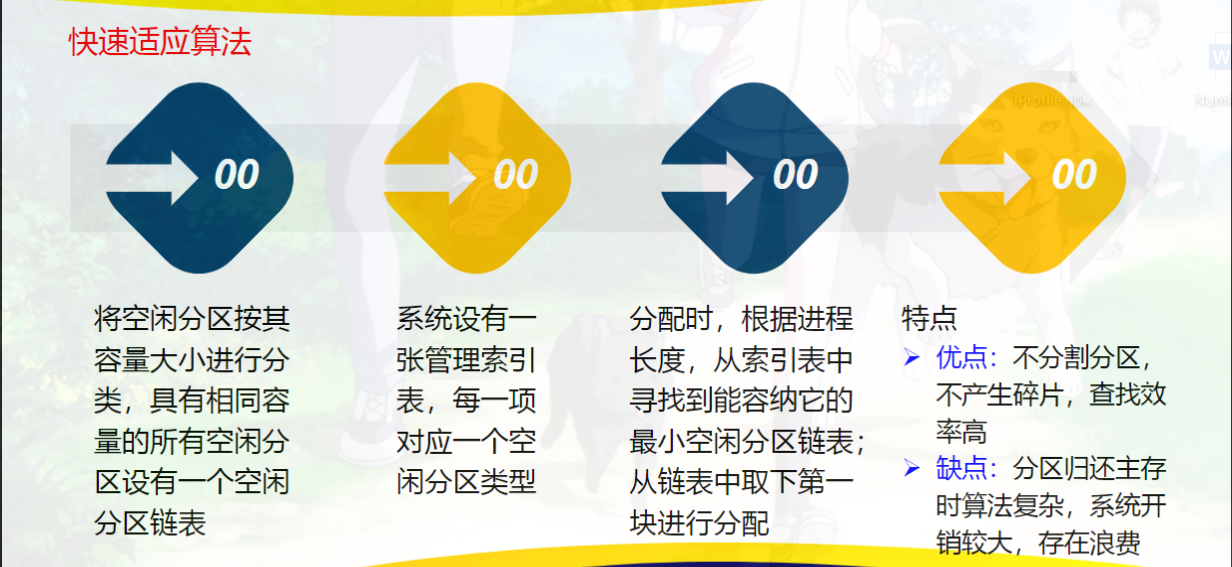 快速适应算法
00
00
00
00
将空闲分区按其
容量大小进行分
类，具有相同容
量的所有空闲分
区设有一个空闲
分区链表
系统设有一
张管理索引
表，每一项
对应一个空
闲分区类型
分配时，根据进程
长度，从索引表中
寻找到能容纳它的
最小空闲分区链表；
从链表中取下第一
块进行分配
特点
➢ 优点：不分割分区，
不产生碎片，查找效
率高
➢ 缺点：分区归还主存
时算法复杂，系统开
销较大，存在浪费